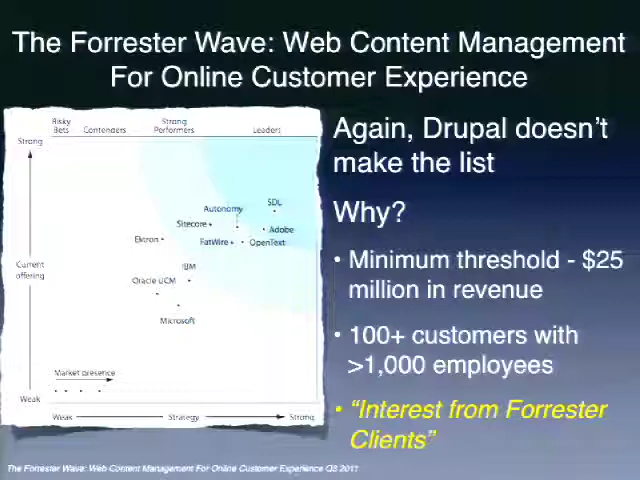 The Forrester Wave: Web Content Management
For Online Customer Experience
Risky
Bets
Contenders
Strong
Performers
Leaders
Strong
SDL
Autonomy
Sitecore
Adobe
Ektron
FatWire
OpenText
Current
offering
IBM
Oracle UCM
Microsoft
Market presence
Weak
Weak
Strategy
Strong
Again, Drupal doesn't
make the list
Why?
• Minimum threshold - $25
million in revenue
• 100+ customers with
>1,000 employees
• "Interest from Forrester
Clients"
The Forrester Wave: Web Content Management For Online Customer Experience Q3 2011